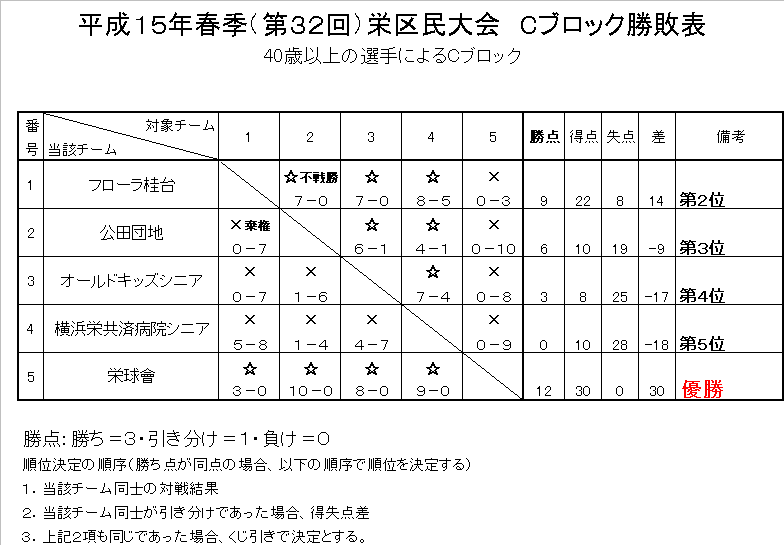 平成15年春季(第32回)栄区民大会 Cブロック勝敗表
40歳以上の選手によるCブロック
番号 対象チーム 当該チーム 1 2 3 4 5 勝点 得点 失点 差 備考
1 フローラ桂台 ☆不戦勝 7-0 ☆ 7-0 ☆ 8-5 × 0-3 9 22 8 14 第2位
2 公田団地 ×棄権 0-7 ☆ 6-1 ☆ 4-1 × 0-10 6 10 19 -9 第3位
3 オールドキッズシニア × 0-7 × 1-6 ☆ 7-4 × 0-8 3 8 25 -17 第4位
4 横浜栄共済病院シニア × 5-8 × 1-4 × 4-7 × 0-9 0 10 28 -18 第5位
5 栄球會 ☆ 3-0 ☆ 10-0 ☆ 8-0 ☆ 9-0 12 30 0 30 優勝
勝点:勝ち=3・引き分け=1・負け=0
順位決定の順序(勝ち点が同点の場合、以下の順序で順位を決定する)
1.当該チーム同士の対戦結果
2.当該チーム同士が引き分けであった場合、得失点差
3.上記2項も同じであった場合、くじ引きで決定とする。